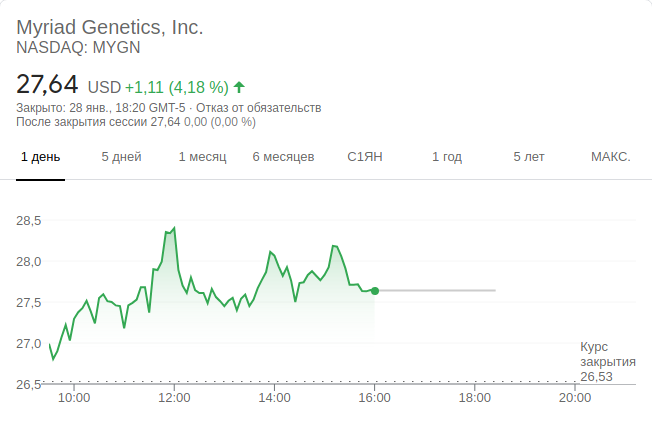 Myriad Genetics, Inc.
NASDAQ: MYGN
27,64 USD +1,11 (4,18 %)
Закрыто: 28 янв., 18:20 GMT-5 · Отказ от обязательств
После закрытия сессии 27,64 0,00 (0,00 %)
1 день 5 дней 1 месяц 6 месяцев С1ЯН 1 год 5 лет МАКС.
28,5
28,0
27,5
27,0
Курс
закрытия
26,53
26,5
10:00 12:00 14:00 16:00 18:00 20:00